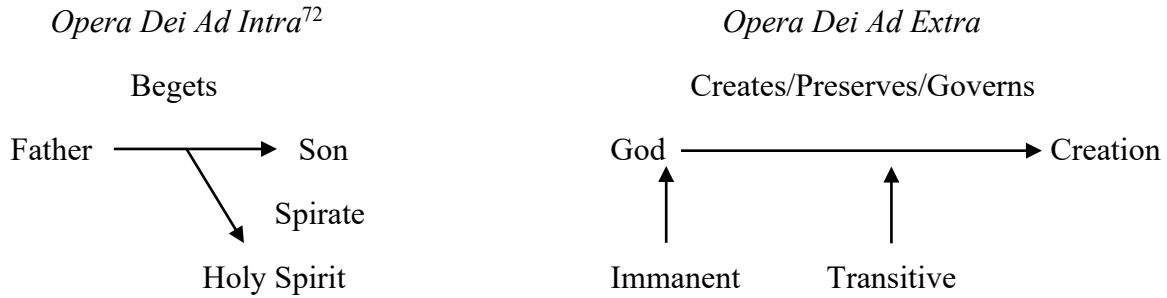 Opera Dei Ad Intra72
Opera Dei Ad Extra
Begets
Creates/Preserves/Governs
Father
Son
God
Creation
Spirate
Holy Spirit
Immanent
Transitive